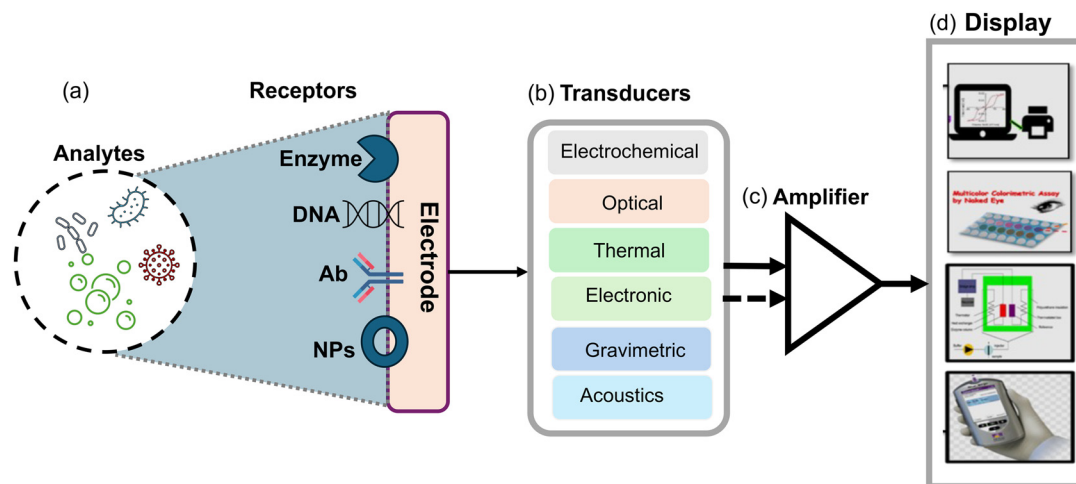 (a)
Analytes
Receptors
Enzyme
DNA
Ab
NPs
Electrode
(b) Transducers
Electrochemical
Optical
Thermal
Electronic
Gravimetric
Acoustics
(c) Amplifier
(d) Display
Multicolor Colorimetric Assay
by Naked Eye